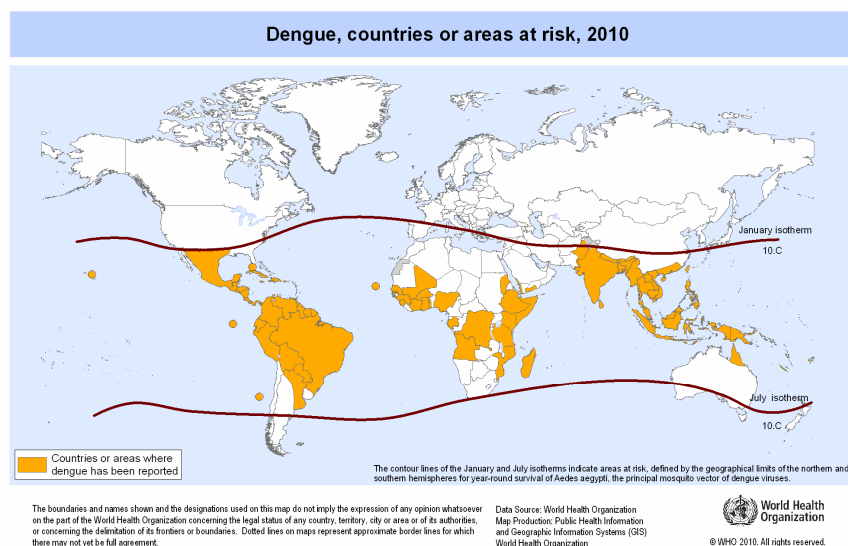 Dengue, countries or areas at risk, 2010
January isotherm
10.C
July isotherm
10.C
Countries or areas where
dengue has been reported
The contour lines of the January and July isotherms indicate areas at risk, defined by the geographical limits of the northern and
southern hemispheres for year-round survival of Aedes aegypti, the principal mosquito vector of dengue viruses.
The boundaries and names shown and the designations used on this map do not imply the expression of any opinion whatsoever
on the part of the World Health Organization concerning the legal status of any country, territory, city or area or of its authorities,
or concerning the delimitation of its frontiers or boundaries. Dotted lines on maps represent approximate border lines for which
there may not yet be full agreement.
Data Source: World Health Organization
Map Production: Public Health Information
and Geographic Information Systems (GIS)
World Health Organization
World Health
Organization
© WHO 2010. All rights reserved.